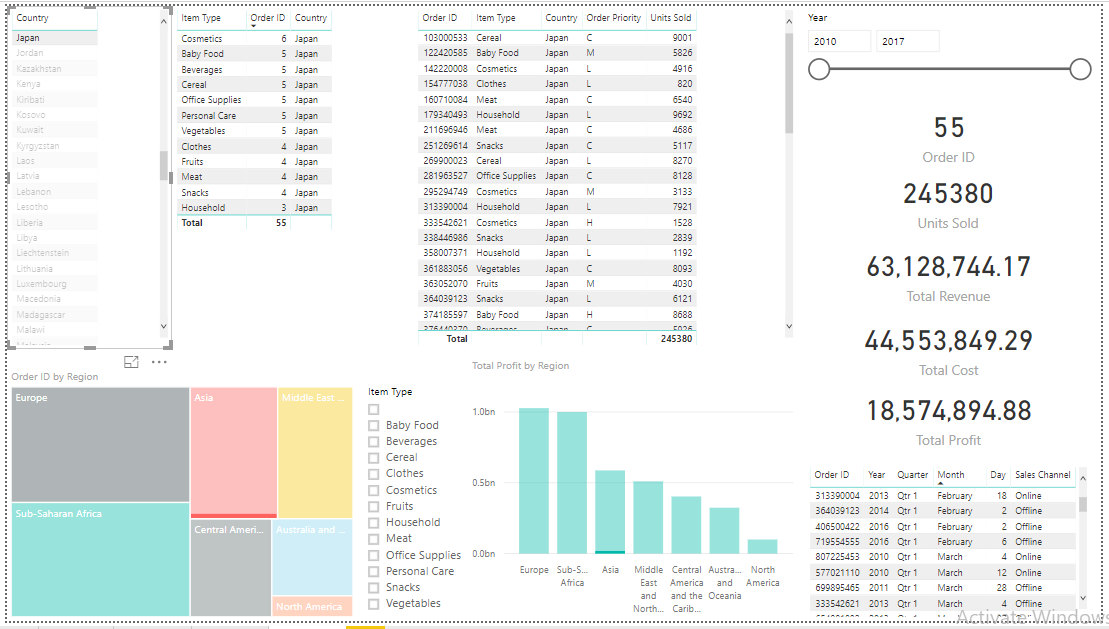 Country
Japan
Jordan
Kazakhstan
Kenya
Kiribati
Kosovo
Kuwait
Kyrgyzstan
Laos
Latvia
Lebanon
Lesotho
Liberia
Libya
Liechtenstein
Lithuania
Luxembourg
Macedonia
Madagascar
Malawi
Item Type Order ID Country
Cosmetics 6 Japan
Baby Food 5 Japan
Beverages 5 Japan
Cereal 5 Japan
Office Supplies 5 Japan
Personal Care 5 Japan
Vegetables 5 Japan
Clothes 4 Japan
Fruits 4 Japan
Meat 4 Japan
Snacks 4 Japan
Household 3 Japan
Total 55
Order ID Item Type Country Order Priority Units Sold
103000533 Cereal Japan C 9001
122420585 Baby Food Japan M 5826
142220008 Cosmetics Japan L 4916
154777038 Clothes Japan L 820
160710084 Meat Japan C 6540
179340493 Household Japan L 9692
211696946 Meat Japan C 4686
251269614 Snacks Japan C 5117
269900023 Cereal Japan L 8270
281963527 Office Supplies Japan C 8128
295294749 Cosmetics Japan M 3133
313390004 Household Japan L 7921
333542621 Cosmetics Japan H 1528
338446986 Snacks Japan L 2839
358007371 Household Japan L 1192
361883056 Vegetables Japan C 8093
363052070 Fruits Japan M 4030
364039123 Snacks Japan L 6121
374185597 Baby Food Japan H 8688
Total 245380
Year
2010 2017
55
Order ID
245380
Units Sold
63,128,744.17
Total Revenue
44,553,849.29
Total Cost
18,574,894.88
Total Profit
Order ID by Region
Europe
Asia
Middle East ...
Sub-Saharan Africa
Central Ameri...
Australia and ...
North America
Item Type
Baby Food
Beverages
Cereal
Clothes
Cosmetics
Fruits
Household
Meat
Office Supplies
Personal Care
Snacks
Vegetables
Total Profit by Region
1.0bn
0.5bn
0.0bn
Europe
Sub-S... Africa
Asia
Middle East and North...
Central America and the Carib...
Austra... and Oceania
North America
Order ID Year Quarter Month Day Sales Channel
313390004 2013 Qtr 1 February 18 Online
364039123 2014 Qtr 1 February 2 Offline
406500422 2016 Qtr 1 February 2 Offline
719554555 2016 Qtr 1 February 6 Offline
807225453 2010 Qtr 1 March 4 Online
577021110 2010 Qtr 1 March 12 Online
699895465 2011 Qtr 1 March 28 Offline
333542621 2013 Qtr 1 March 4 Offline
Activate Windows